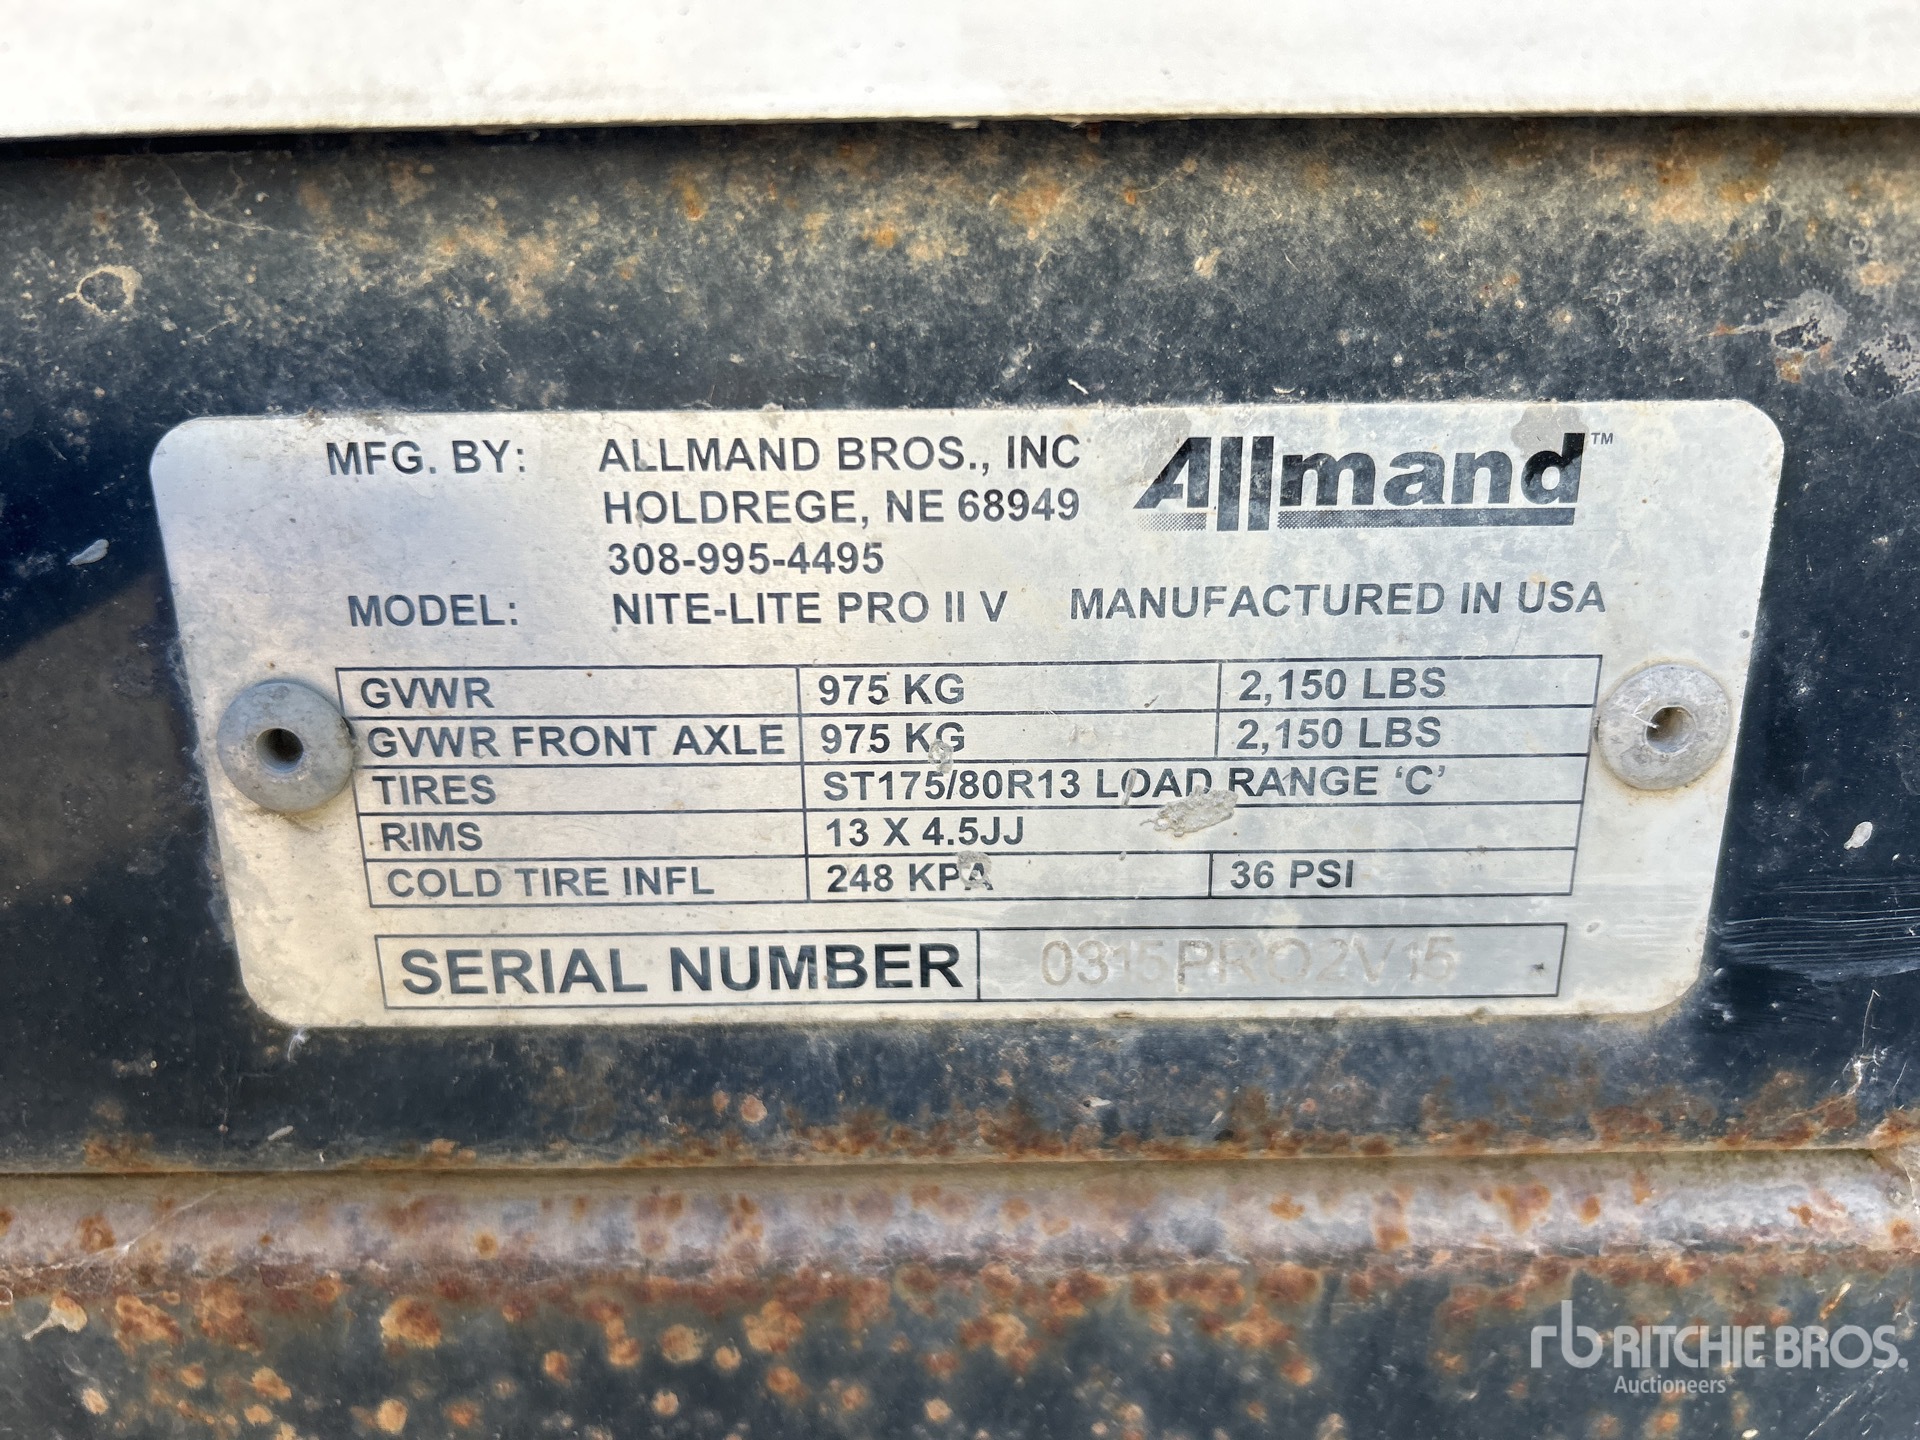 MFG. BY: ALLMAND BROS., INC Allmand™
HOLDREGE, NE 68949
308-995-4495
MODEL: NITE-LITE PRO II V MANUFACTURED IN USA
GVWR 975 KG 2,150 LBS
GVWR FRONT AXLE 975 KG 2,150 LBS
TIRES ST175/80R13 LOAD RANGE ‘C’
RIMS 13 X 4.5JJ
COLD TIRE INFL 248 KPA 36 PSI
SERIAL NUMBER 0315PRO2V15
rb RITCHIE BROS.
Auctioneers